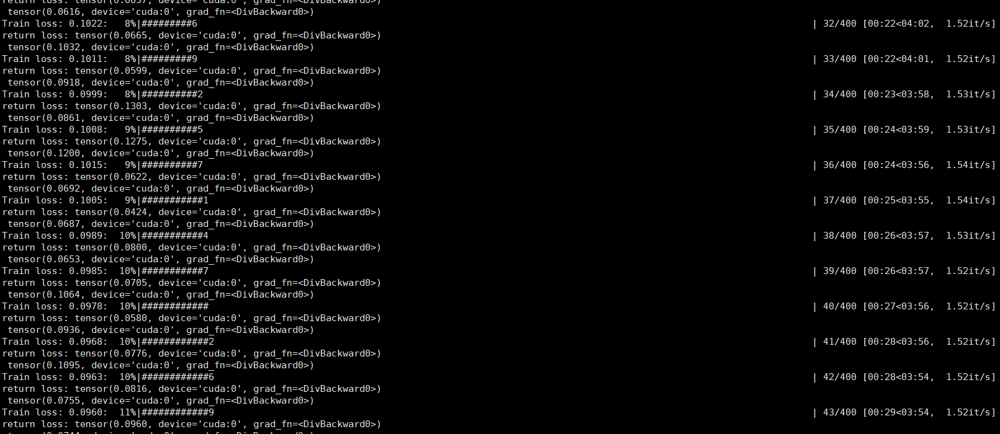 return loss: tensor(0.0637, device='cuda:0', grad_fn=<DivBackward0>)
 tensor(0.0616, device='cuda:0', grad_fn=<DivBackward0>)
Train loss: 0.1022:   8%|#########6 | 32/400 [00:22<04:02,  1.52it/s]
return loss: tensor(0.0665, device='cuda:0', grad_fn=<DivBackward0>)
 tensor(0.1032, device='cuda:0', grad_fn=<DivBackward0>)
Train loss: 0.1011:   8%|#########9 | 33/400 [00:22<04:01,  1.52it/s]
return loss: tensor(0.0599, device='cuda:0', grad_fn=<DivBackward0>)
 tensor(0.0918, device='cuda:0', grad_fn=<DivBackward0>)
Train loss: 0.0999:   8%|##########2 | 34/400 [00:23<03:58,  1.53it/s]
return loss: tensor(0.1303, device='cuda:0', grad_fn=<DivBackward0>)
 tensor(0.0861, device='cuda:0', grad_fn=<DivBackward0>)
Train loss: 0.1008:   9%|##########5 | 35/400 [00:24<03:59,  1.53it/s]
return loss: tensor(0.1275, device='cuda:0', grad_fn=<DivBackward0>)
 tensor(0.1200, device='cuda:0', grad_fn=<DivBackward0>)
Train loss: 0.1015:   9%|##########7 | 36/400 [00:24<03:56,  1.54it/s]
return loss: tensor(0.0622, device='cuda:0', grad_fn=<DivBackward0>)
 tensor(0.0692, device='cuda:0', grad_fn=<DivBackward0>)
Train loss: 0.1005:   9%|###########1 | 37/400 [00:25<03:55,  1.54it/s]
return loss: tensor(0.0424, device='cuda:0', grad_fn=<DivBackward0>)
 tensor(0.0687, device='cuda:0', grad_fn=<DivBackward0>)
Train loss: 0.0989:  10%|###########4 | 38/400 [00:26<03:57,  1.53it/s]
return loss: tensor(0.0800, device='cuda:0', grad_fn=<DivBackward0>)
 tensor(0.0653, device='cuda:0', grad_fn=<DivBackward0>)
Train loss: 0.0985:  10%|###########7 | 39/400 [00:26<03:57,  1.52it/s]
return loss: tensor(0.0705, device='cuda:0', grad_fn=<DivBackward0>)
 tensor(0.1064, device='cuda:0', grad_fn=<DivBackward0>)
Train loss: 0.0978:  10%|############ | 40/400 [00:27<03:56,  1.52it/s]
return loss: tensor(0.0580, device='cuda:0', grad_fn=<DivBackward0>)
 tensor(0.0936, device='cuda:0', grad_fn=<DivBackward0>)
Train loss: 0.0968:  10%|############2 | 41/400 [00:28<03:56,  1.52it/s]
return loss: tensor(0.0776, device='cuda:0', grad_fn=<DivBackward0>)
 tensor(0.1095, device='cuda:0', grad_fn=<DivBackward0>)
Train loss: 0.0963:  10%|############6 | 42/400 [00:28<03:54,  1.52it/s]
return loss: tensor(0.0816, device='cuda:0', grad_fn=<DivBackward0>)
 tensor(0.0755, device='cuda:0', grad_fn=<DivBackward0>)
Train loss: 0.0960:  11%|############9 | 43/400 [00:29<03:54,  1.52it/s]
return loss: tensor(0.0960, device='cuda:0', grad_fn=<DivBackward0>)